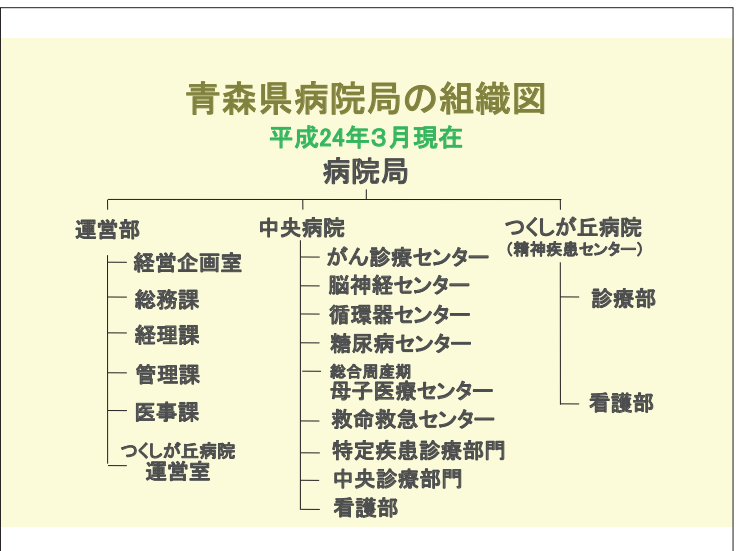 青森県病院局の組織図
平成24年３月現在
病院局
運営部
経営企画室
総務課
経理課
管理課
医事課
つくしが丘病院
運営室
中央病院
がん診療センター
脳神経センター
循環器センター
糖尿病センター
総合周産期
母子医療センター
救命救急センター
特定疾患診療部門
中央診療部門
看護部
つくしが丘病院
（精神疾患センター）
診療部
看護部